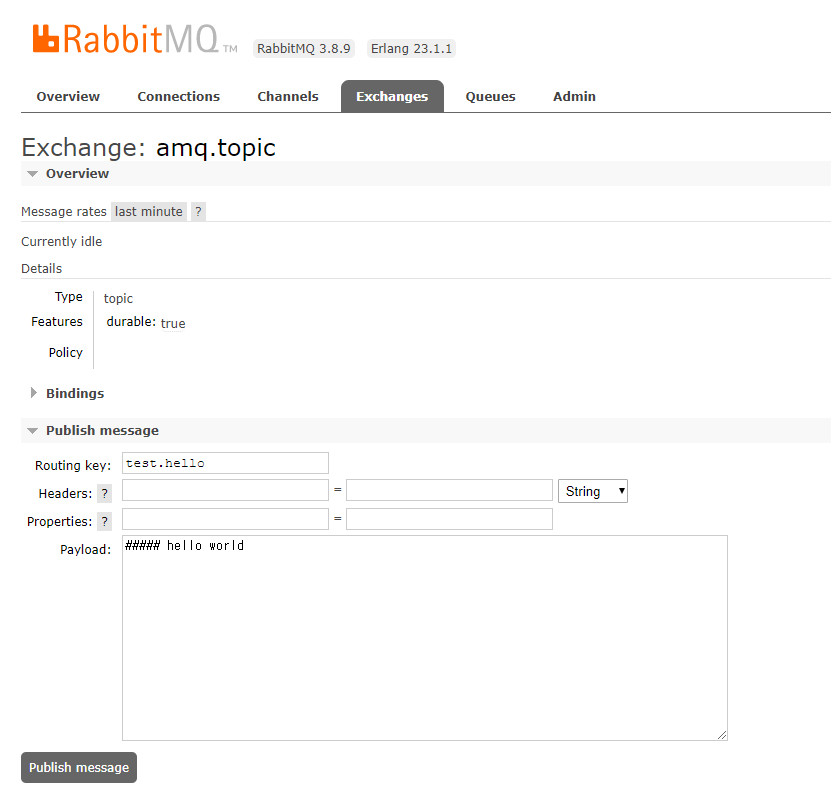 RabbitMQ TM RabbitMQ 3.8.9 Erlang 23.1.1
Overview Connections Channels Exchanges Queues Admin
Exchange: amq.topic
Overview
Message rates last minute ?
Currently idle
Details
Type topic
Features durable: true
Policy
Bindings
Publish message
Routing key: test.hello
Headers: ? = String
Properties: ? =
Payload: ##### hello world
Publish message